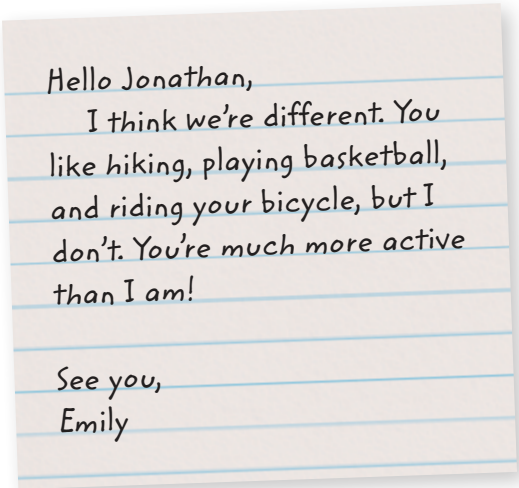 Hello Jonathan,
I think we're different. You
like hiking, playing basketball,
and riding your bicycle, but I
don't. You're much more active
than I am!
See you,
Emily